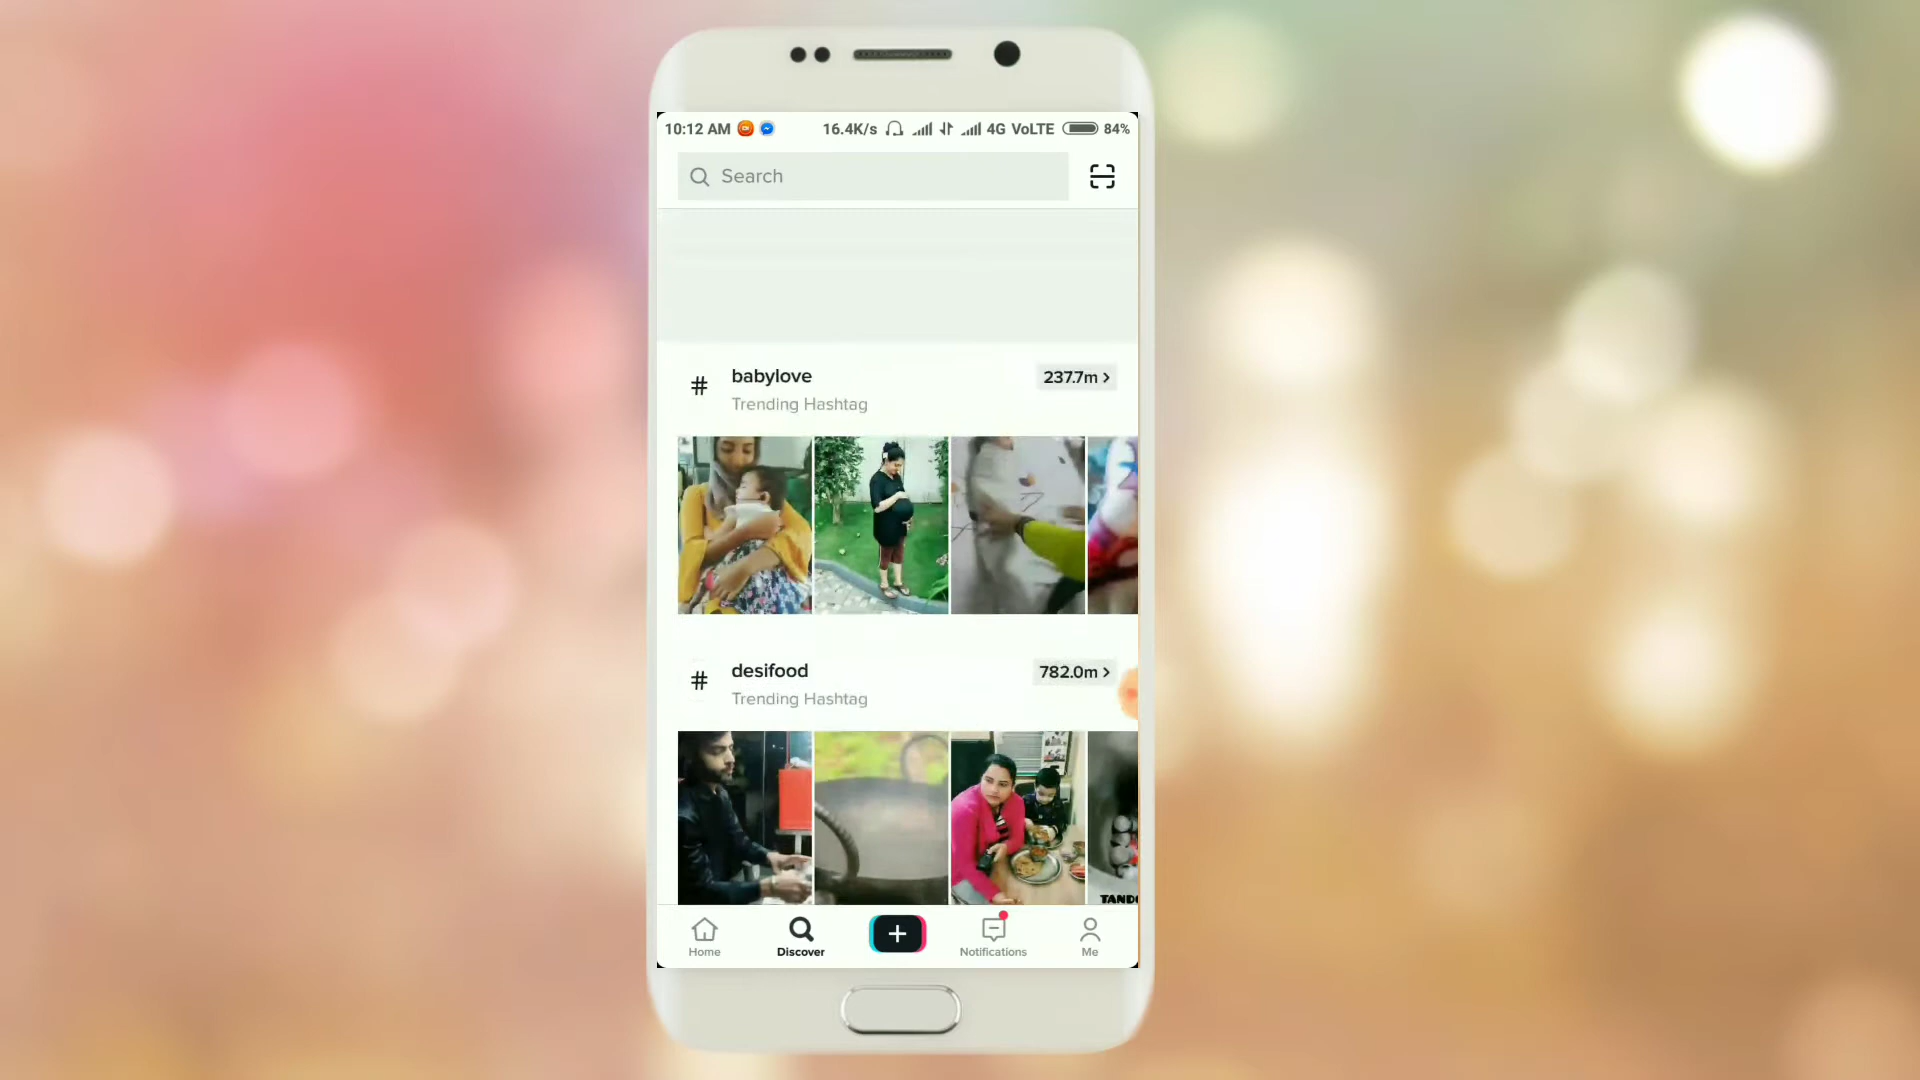 10:12 AM 16.4K/s 4G VoLTE 84%
Search
babylove 237.7m >
Trending Hashtag
desifood 782.0m >
Trending Hashtag
TAND
Home Discover Notifications Me